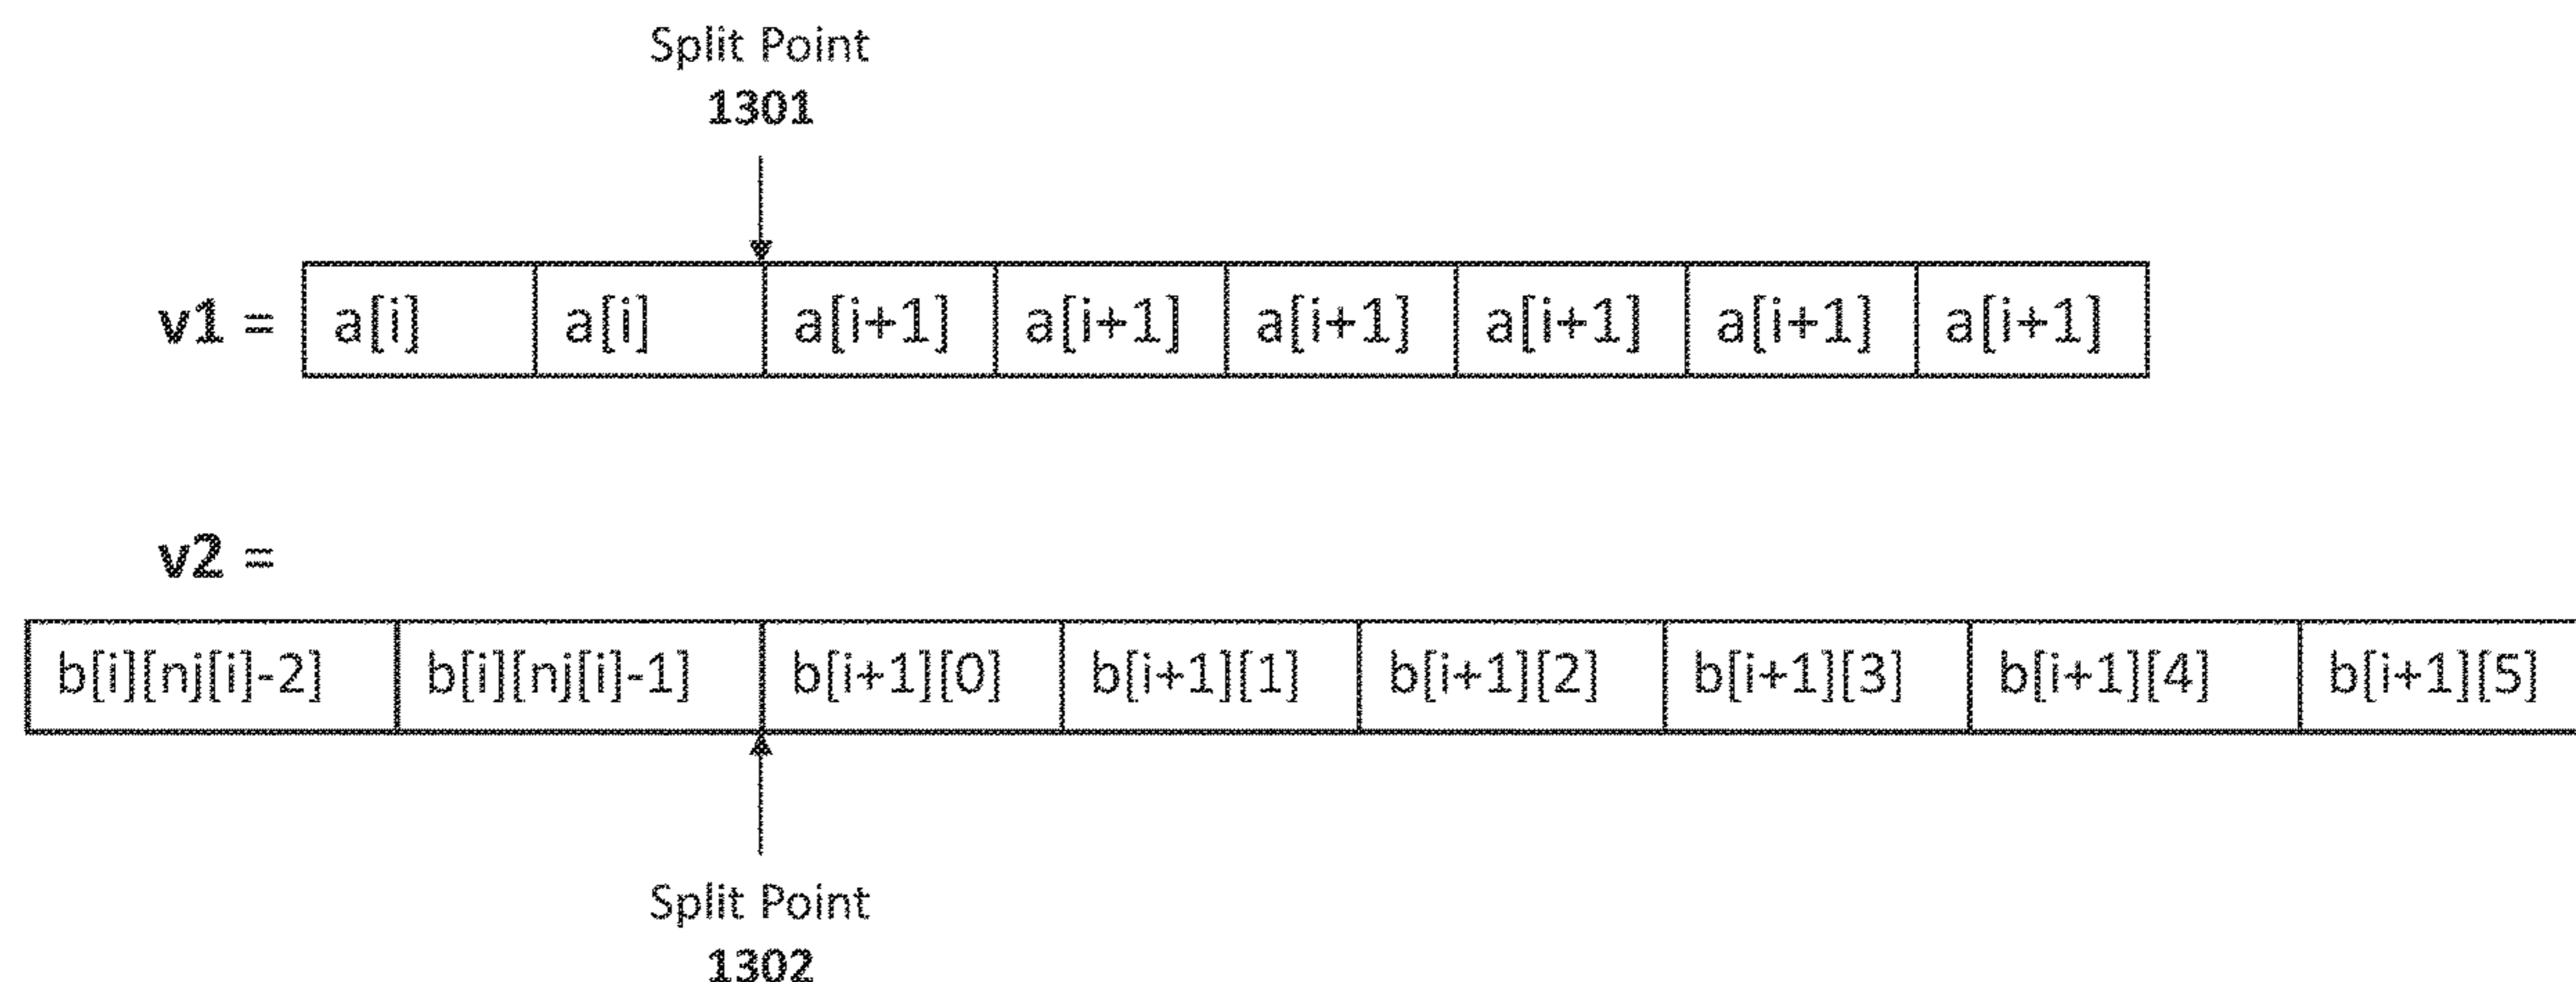 Split Point
1301
v1 = a[i] a[i] a[i+1] a[i+1] a[i+1] a[i+1] a[i+1] a[i+1]
v2 =
b[i][nj[i]-2] b[i][nj[i]-1] b[i+1][0] b[i+1][1] b[i+1][2] b[i+1][3] b[i+1][4] b[i+1][5]
Split Point
1302